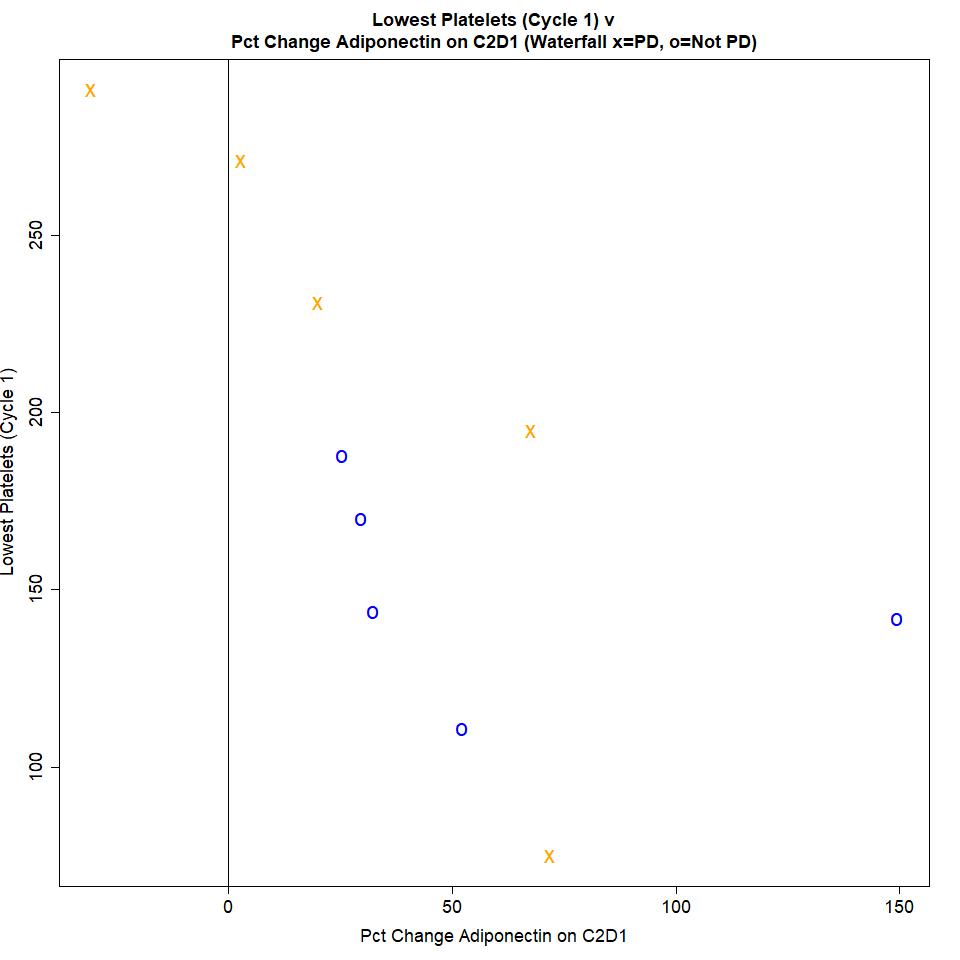 Lowest Platelets (Cycle 1) v
Pct Change Adiponectin on C2D1 (Waterfall x=PD, o=Not PD)
Lowest Platelets (Cycle 1)
250
200
150
100
x
x
x
x
o
o
o
o
o
x
0 50 100 150
Pct Change Adiponectin on C2D1